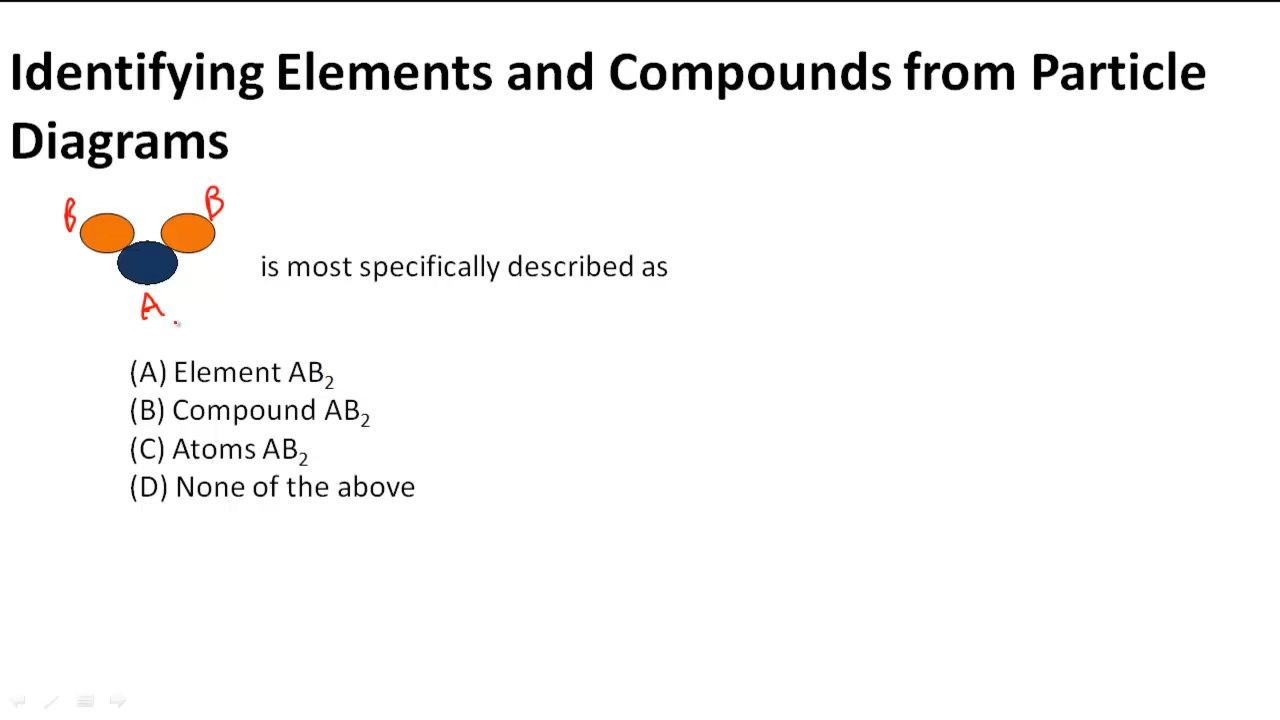 Identifying Elements and Compounds from Particle
Diagrams
B B
A
is most specifically described as
(A) Element AB₂
(B) Compound AB₂
(C) Atoms AB₂
(D) None of the above